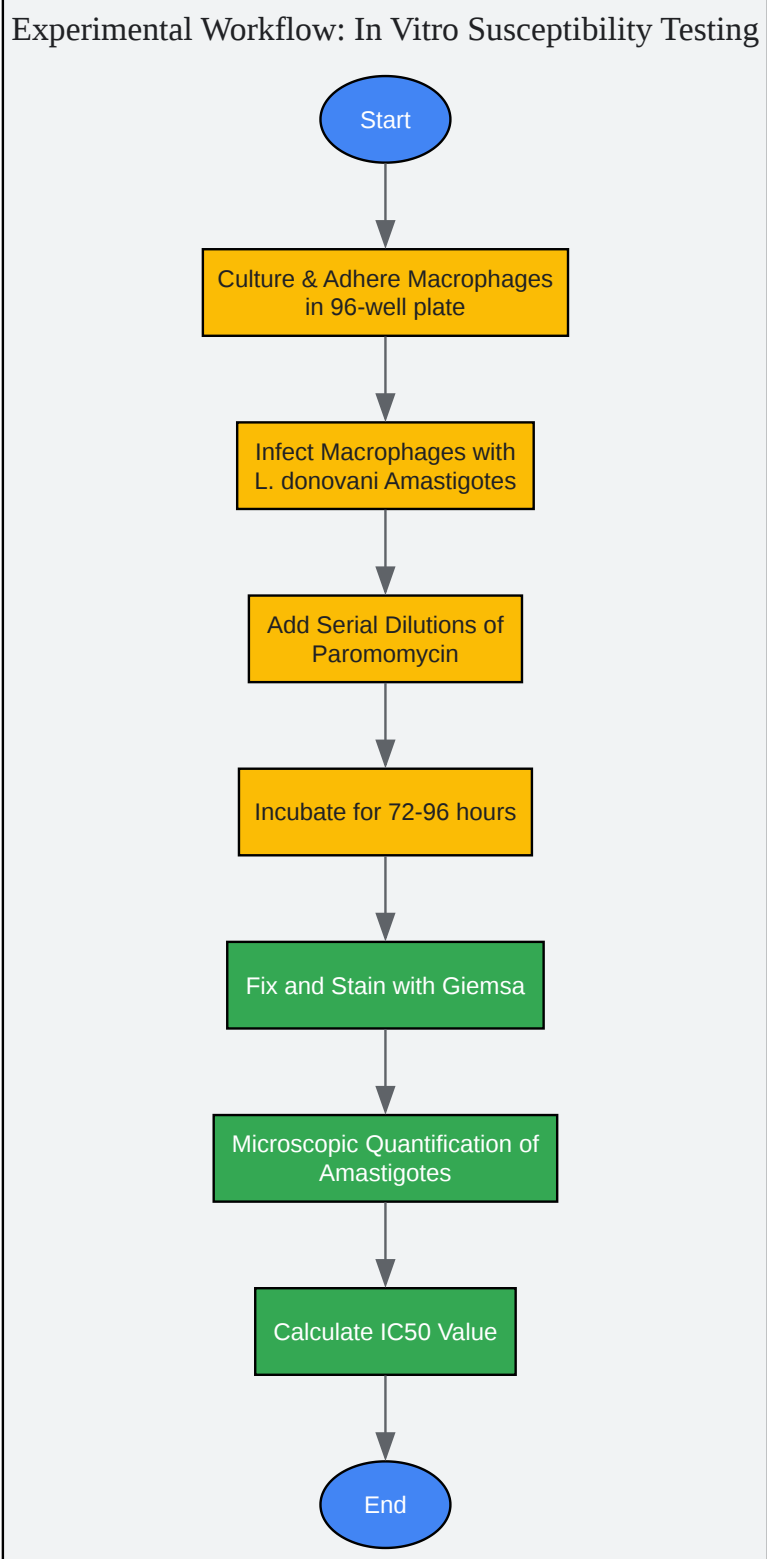 Experimental Workflow: In Vitro Susceptibility Testing
Start
Culture & Adhere Macrophages
in 96-well plate
Infect Macrophages with
L. donovani Amastigotes
Add Serial Dilutions of
Paromomycin
Incubate for 72-96 hours
Fix and Stain with Giemsa
Microscopic Quantification of
Amastigotes
Calculate IC50 Value
End